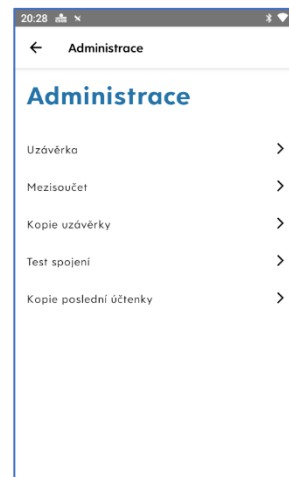 20:28
Administrace
Administrace
Uzávěrka
Mezisoučet
Kopie uzávěrky
Test spojení
Kopie poslední účtenky